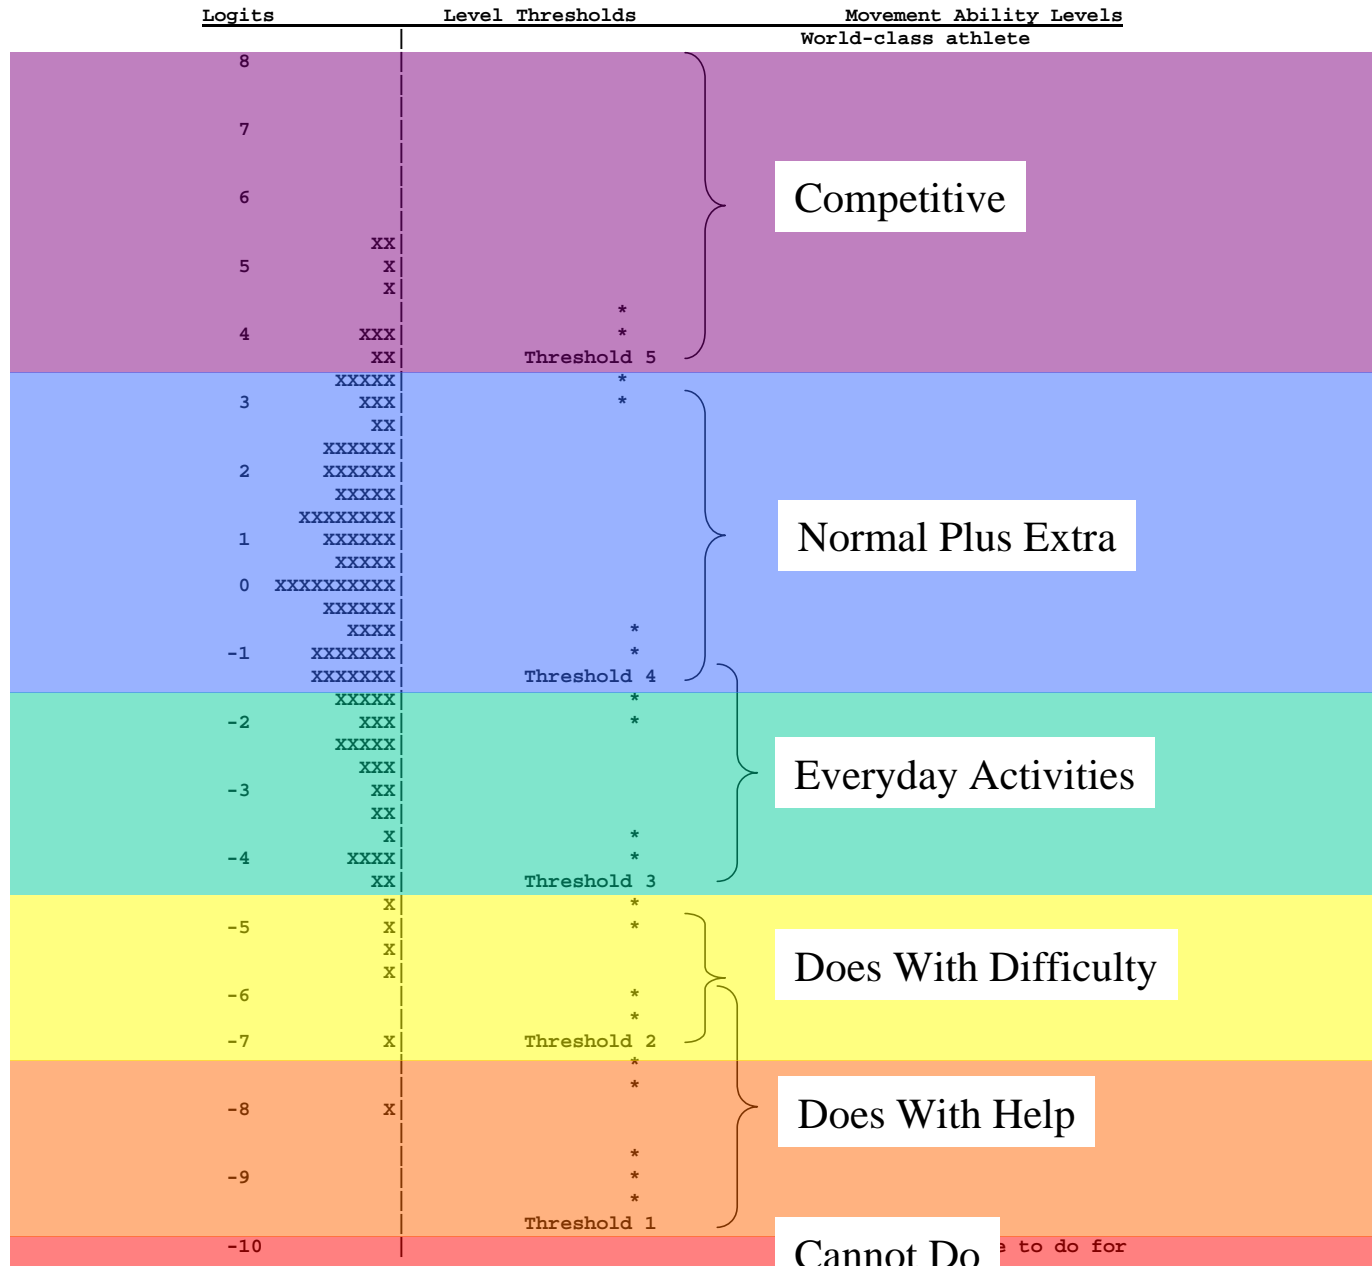 Logits Level Thresholds Movement Ability Levels
| World-class athlete
8 |
|
|
7 |
|
|
6 |
|
XX|
5 X|
X|
| *
4 XXX| *
XX| Threshold 5
Competitive
XXXXX| *
3 XXX| *
XX|
XXXXXX|
2 XXXXXX|
XXXXX|
XXXXXXXX|
1 XXXXXX|
XXXXX|
0 XXXXXXXXXX|
XXXXXX|
XXXX| *
-1 XXXXXXX| *
XXXXXXX| Threshold 4
Normal Plus Extra
XXXXX| *
-2 XXX| *
XXXXX|
XXX|
-3 XX|
XX|
X| *
-4 XXXX| *
XX| Threshold 3
Everyday Activities
X| *
-5 X| *
X|
X|
-6 | *
| *
-7 X| Threshold 2
Does With Difficulty
| *
| *
-8 X|
|
| *
-9 | *
| *
| Threshold 1
Does With Help
-10 | to do for
Cannot Do